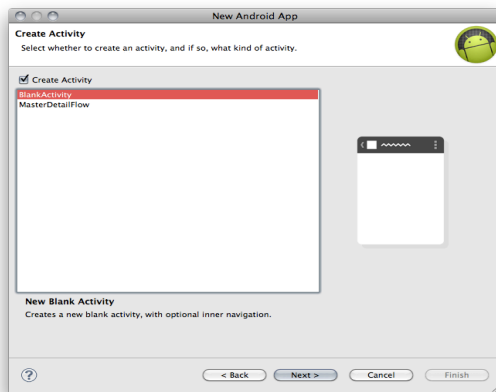 New Android App
Create Activity
Select whether to create an activity, and if so, what kind of activity.
Create Activity
BlankActivity
MasterDetailFlow
New Blank Activity
Creates a new blank activity, with optional inner navigation.
?
< Back
Next >
Cancel
Finish